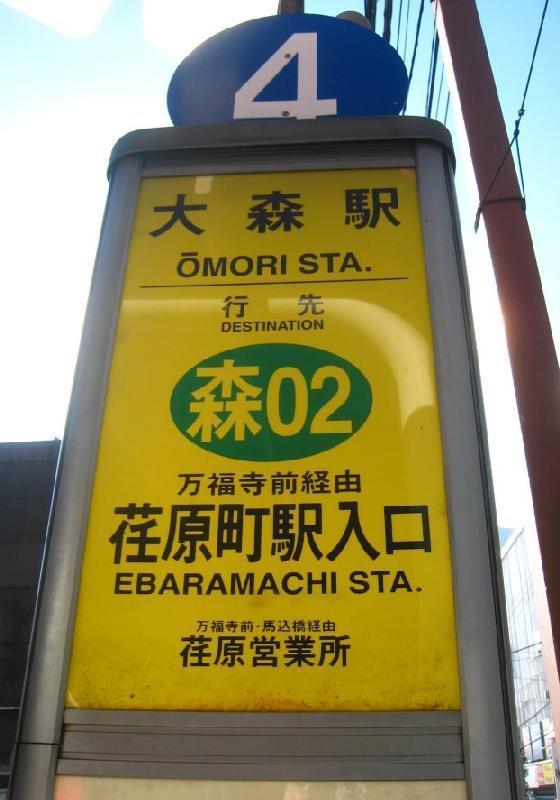 4
大森駅
ŌMORI STA.
行先
DESTINATION
森02
万福寺前経由
荏原町駅入口
EBARAMACHI STA.
万福寺前・馬込橋経由
荏原営業所